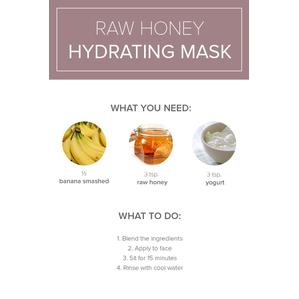 RAW HONEY
HYDRATING MASK
WHAT YOU NEED:
½
banana smashed
3 tsp.
raw honey
3 tsp.
yogurt
WHAT TO DO:
1. Blend the ingredients
2. Apply to face
3. Sit for 15 minutes
4. Rinse with cool water